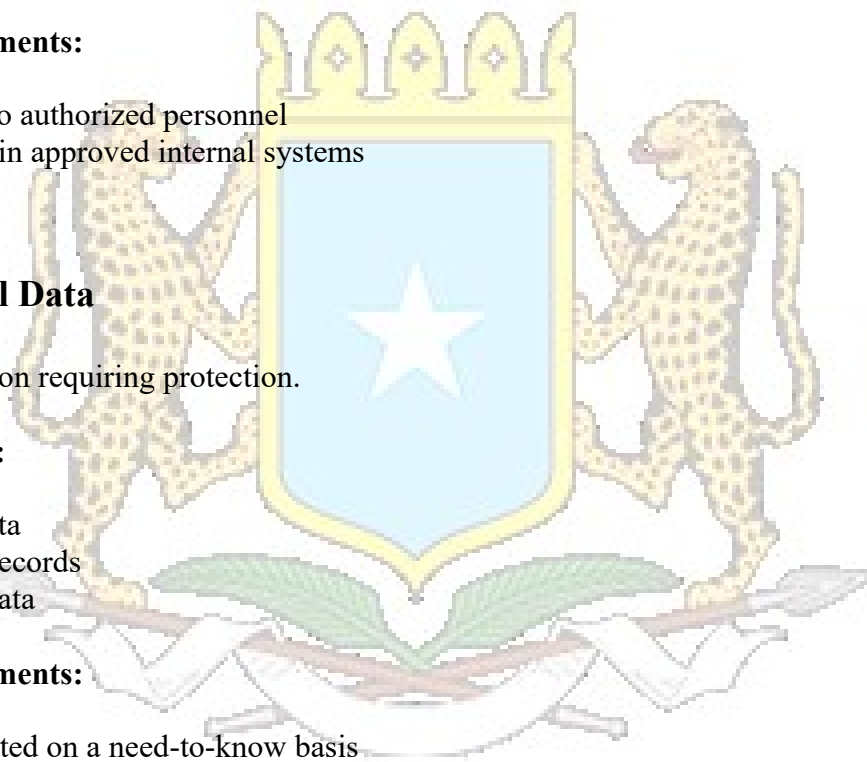 ments:
o authorized personnel
in approved internal systems
l Data
on requiring protection.
:
ta
ecords
ata
ments:
ted on a need-to-know basis